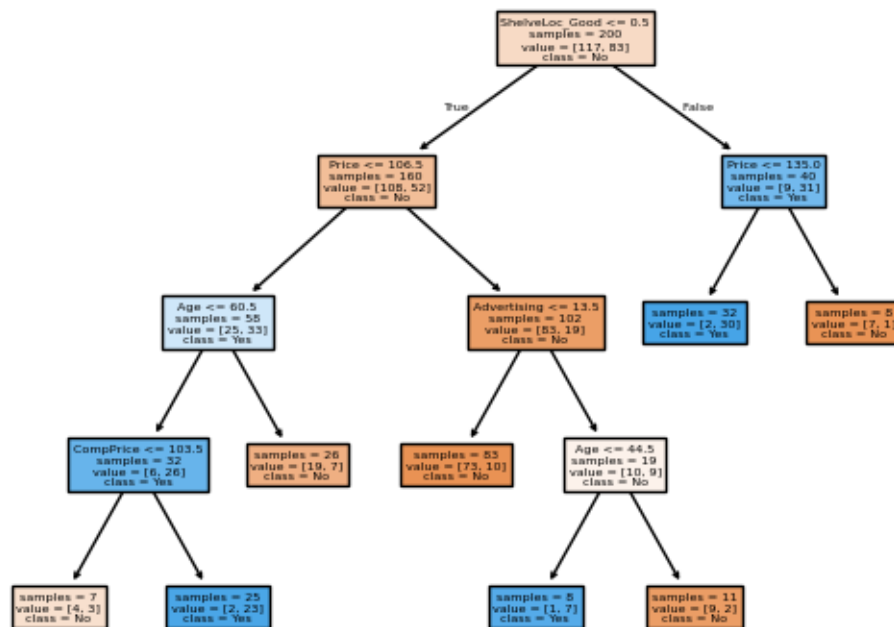 ShelveLoc_Good <= 0.5
samples = 200
value = [117, 83]
class = No
True
False
Price <= 106.5
samples = 160
value = [108, 52]
class = No
Price <= 135.0
samples = 40
value = [9, 31]
class = Yes
Age <= 60.5
samples = 58
value = [25, 33]
class = Yes
Advertising <= 13.5
samples = 102
value = [83, 19]
class = No
samples = 32
value = [2, 30]
class = Yes
samples = 8
value = [7, 1]
class = No
CompPrice <= 103.5
samples = 32
value = [6, 26]
class = Yes
samples = 26
value = [19, 7]
class = No
samples = 83
value = [73, 10]
class = No
Age <= 44.5
samples = 19
value = [10, 9]
class = No
samples = 7
value = [4, 3]
class = No
samples = 25
value = [2, 23]
class = Yes
samples = 8
value = [1, 7]
class = Yes
samples = 11
value = [9, 2]
class = No